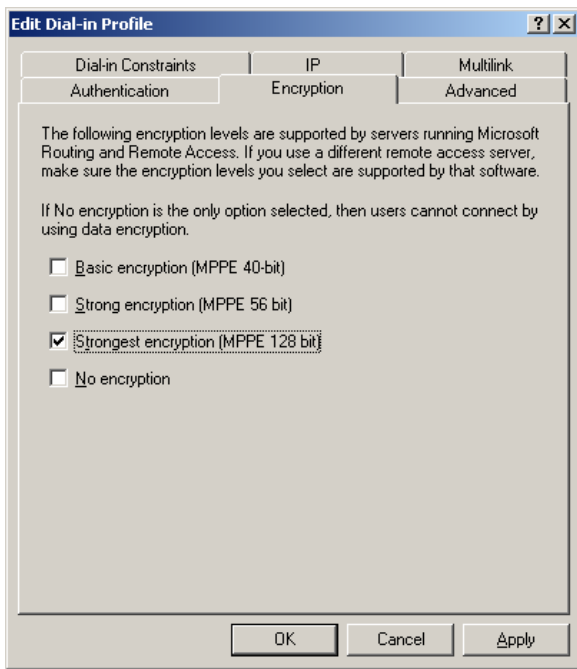 Edit Dial-in Profile
Dial-in Constraints IP Multilink
Authentication Encryption Advanced
The following encryption levels are supported by servers running Microsoft
Routing and Remote Access. If you use a different remote access server,
make sure the encryption levels you select are supported by that software.
If No encryption is the only option selected, then users cannot connect by
using data encryption.
Basic encryption (MPPE 40-bit)
Strong encryption (MPPE 56 bit)
Strongest encryption (MPPE 128 bit)
No encryption
OK Cancel Apply